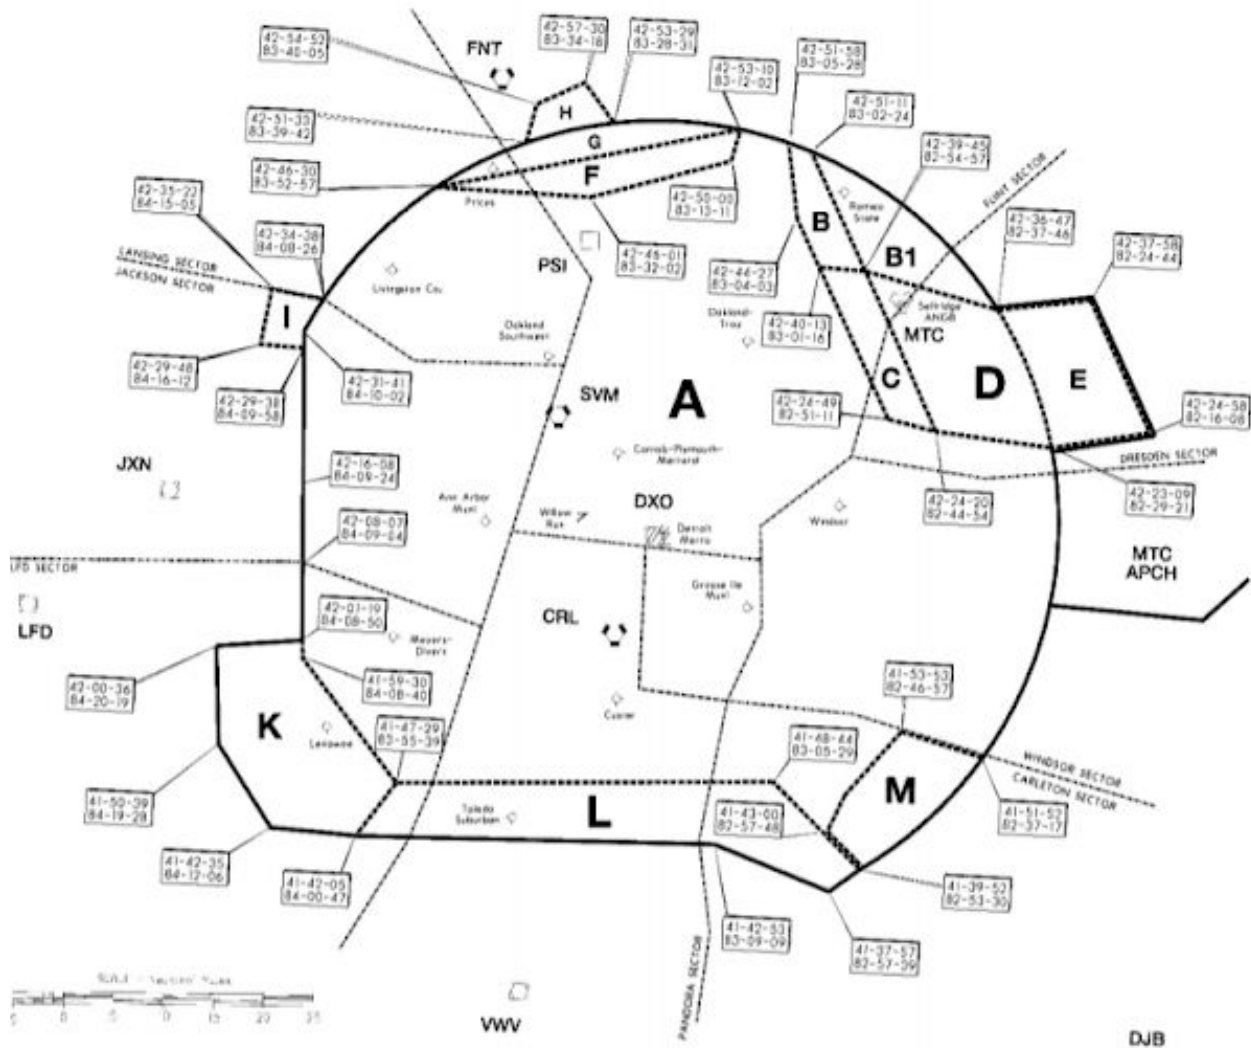 42-54-52
83-40-05
FNT
42-57-30
83-34-18
42-53-29
83-28-31
42-53-10
83-12-02
42-51-58
83-05-28
42-51-11
83-02-24
42-51-33
83-39-42
H
G
F
42-39-45
82-54-57
42-46-30
83-52-57
Prices
42-50-00
83-13-11
FLINT SECTOR
42-35-22
84-15-05
42-34-38
84-08-26
B
Romeo
State
B1
42-36-47
82-37-46
42-37-58
82-24-44
LANSING SECTOR
JACKSON SECTOR
PSI
42-46-01
83-32-02
42-44-27
83-04-03
Livingston Co.
I
Oakland
Southwest
Oakland-
Troy
42-40-13
83-01-16
Selfridge
ANGB
MTC
42-29-48
84-16-12
42-29-38
84-09-58
42-31-41
84-10-02
SVM
A
C
D
E
42-24-49
82-51-11
42-24-58
82-16-08
JXN
42-16-08
84-09-24
Canton-Plymouth-
Mettetal
DRESDEN SECTOR
Ann Arbor
Muni
Willow
Run
DXO
Detroit
Metro
Windsor
42-24-20
82-44-54
42-23-09
82-29-21
42-08-07
84-09-04
MTC
APCH
LFD SECTOR
LFD
42-01-19
84-08-50
Meyers-
Divers
CRL
Grosse Ile
Muni
42-00-36
84-20-19
41-59-30
84-08-40
41-53-53
82-46-57
K
Lenawee
41-47-29
83-55-39
Custer
41-48-44
83-05-29
WINDSOR SECTOR
CARLETON SECTOR
41-50-39
84-19-28
Toledo
Suburban
L
M
41-43-00
82-57-48
41-51-52
82-37-17
41-42-35
84-12-06
41-42-05
84-00-47
41-39-52
82-53-30
41-42-53
83-09-09
41-37-57
82-57-39
PANDORA SECTOR
5 0 5 10 15 20 25
VWV
DJB